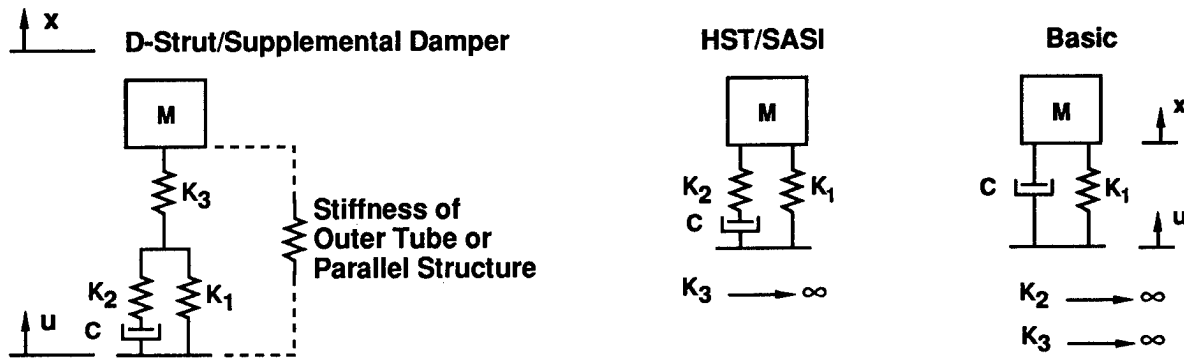 x
D-Strut/Supplemental Damper
M
K3
Stiffness of
Outer Tube or
Parallel Structure
K2
K1
C
u
HST/SASI
M
K2
K1
C
K3 → ∞
Basic
M
x
C
K1
u
K2 → ∞
K3 → ∞